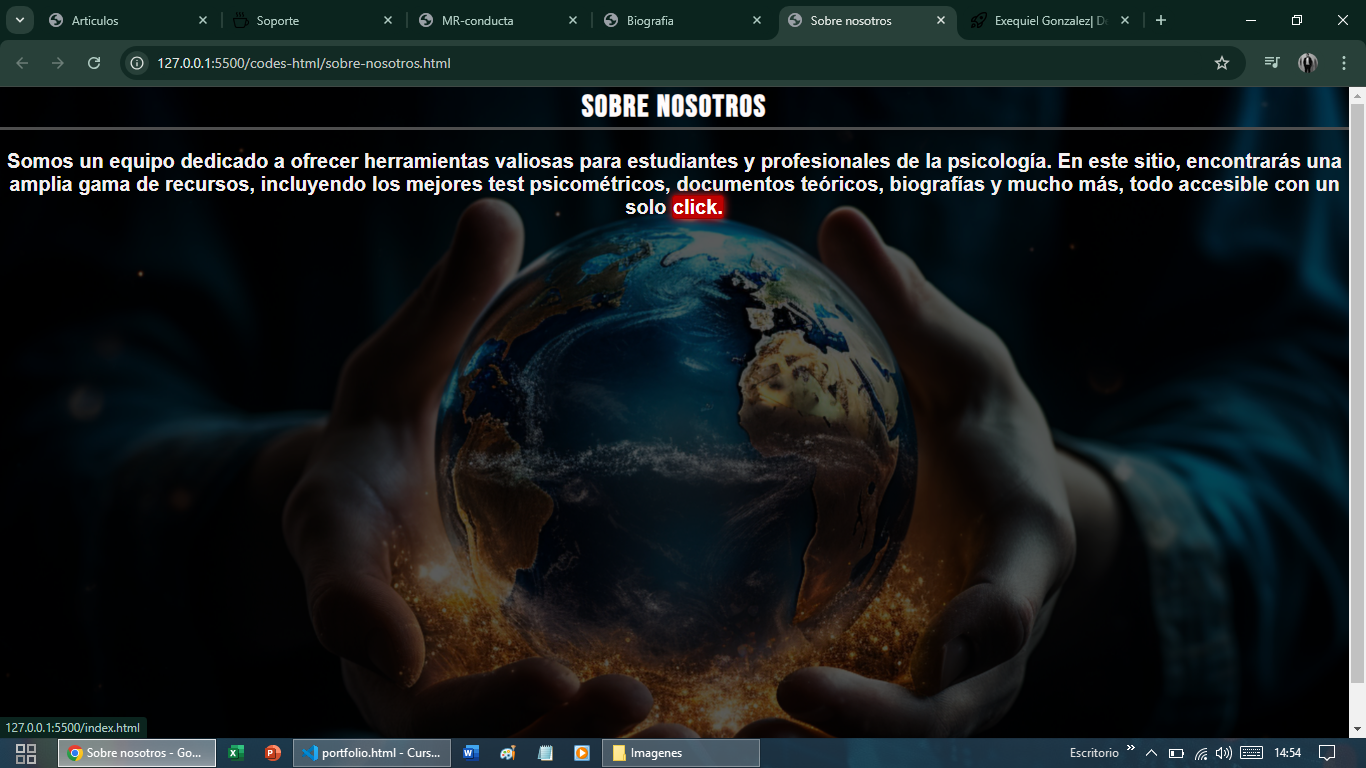 Articulos
Soporte
MR-conducta
Biografia
Sobre nosotros
Exequiel Gonzalez| De
127.0.0.1:5500/codes-html/sobre-nosotros.html
SOBRE NOSOTROS
Somos un equipo dedicado a ofrecer herramientas valiosas para estudiantes y profesionales de la psicología. En este sitio, encontrarás una
amplia gama de recursos, incluyendo los mejores test psicométricos, documentos teóricos, biografías y mucho más, todo accesible con un
solo click.
127.0.0.1:5500/index.html
Sobre nosotros - Go...
portfolio.html - Curs...
Imagenes
Escritorio
14:54